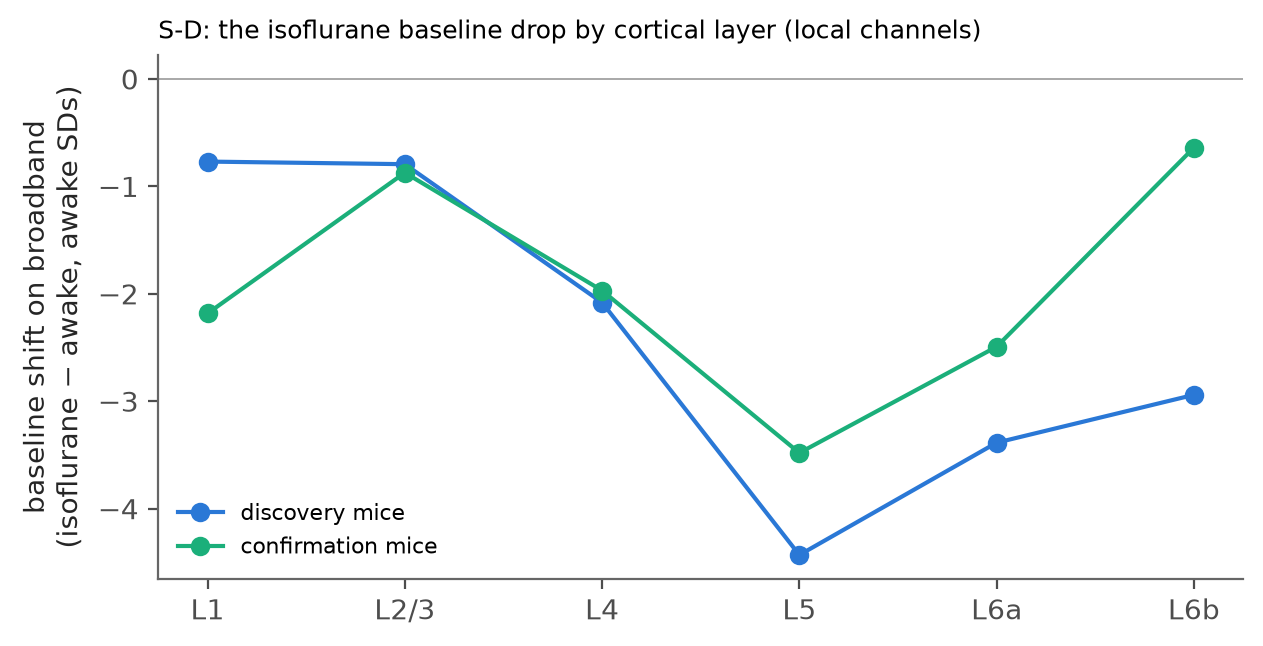 S-D: the isoflurane baseline drop by cortical layer (local channels)
baseline shift on broadband
(isoflurane − awake, awake SDs)
0
−1
−2
−3
−4
discovery mice
confirmation mice
L1
L2/3
L4
L5
L6a
L6b